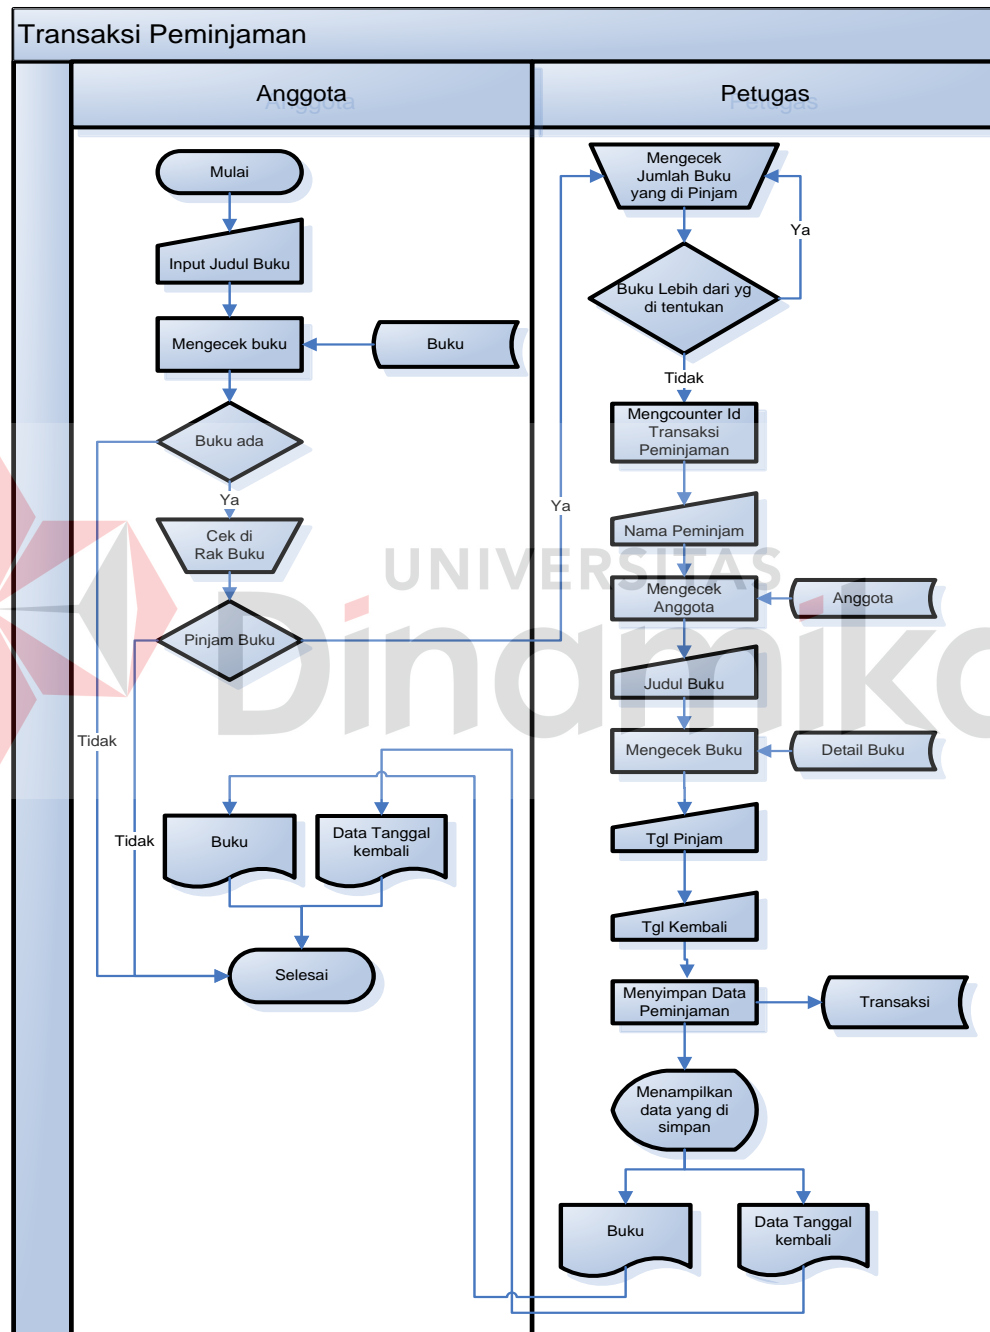 Transaksi Peminjaman
Anggota
Petugas
Mulai
Input Judul Buku
Mengecek buku
Buku
Buku ada
Ya
Cek di
Rak Buku
Pinjam Buku
Ya
Tidak
Tidak
Buku
Data Tanggal
kembali
Selesai
Mengecek
Jumlah Buku
yang di Pinjam
Ya
Buku Lebih dari yg
di tentukan
Tidak
Mengcounter Id
Transaksi
Peminjaman
Nama Peminjam
Mengecek
Anggota
Anggota
Judul Buku
Mengecek Buku
Detail Buku
Tgl Pinjam
Tgl Kembali
Menyimpan Data
Peminjaman
Transaksi
Menampilkan
data yang di
simpan
Buku
Data Tanggal
kembali
UNIVERSITAS
Dinamika